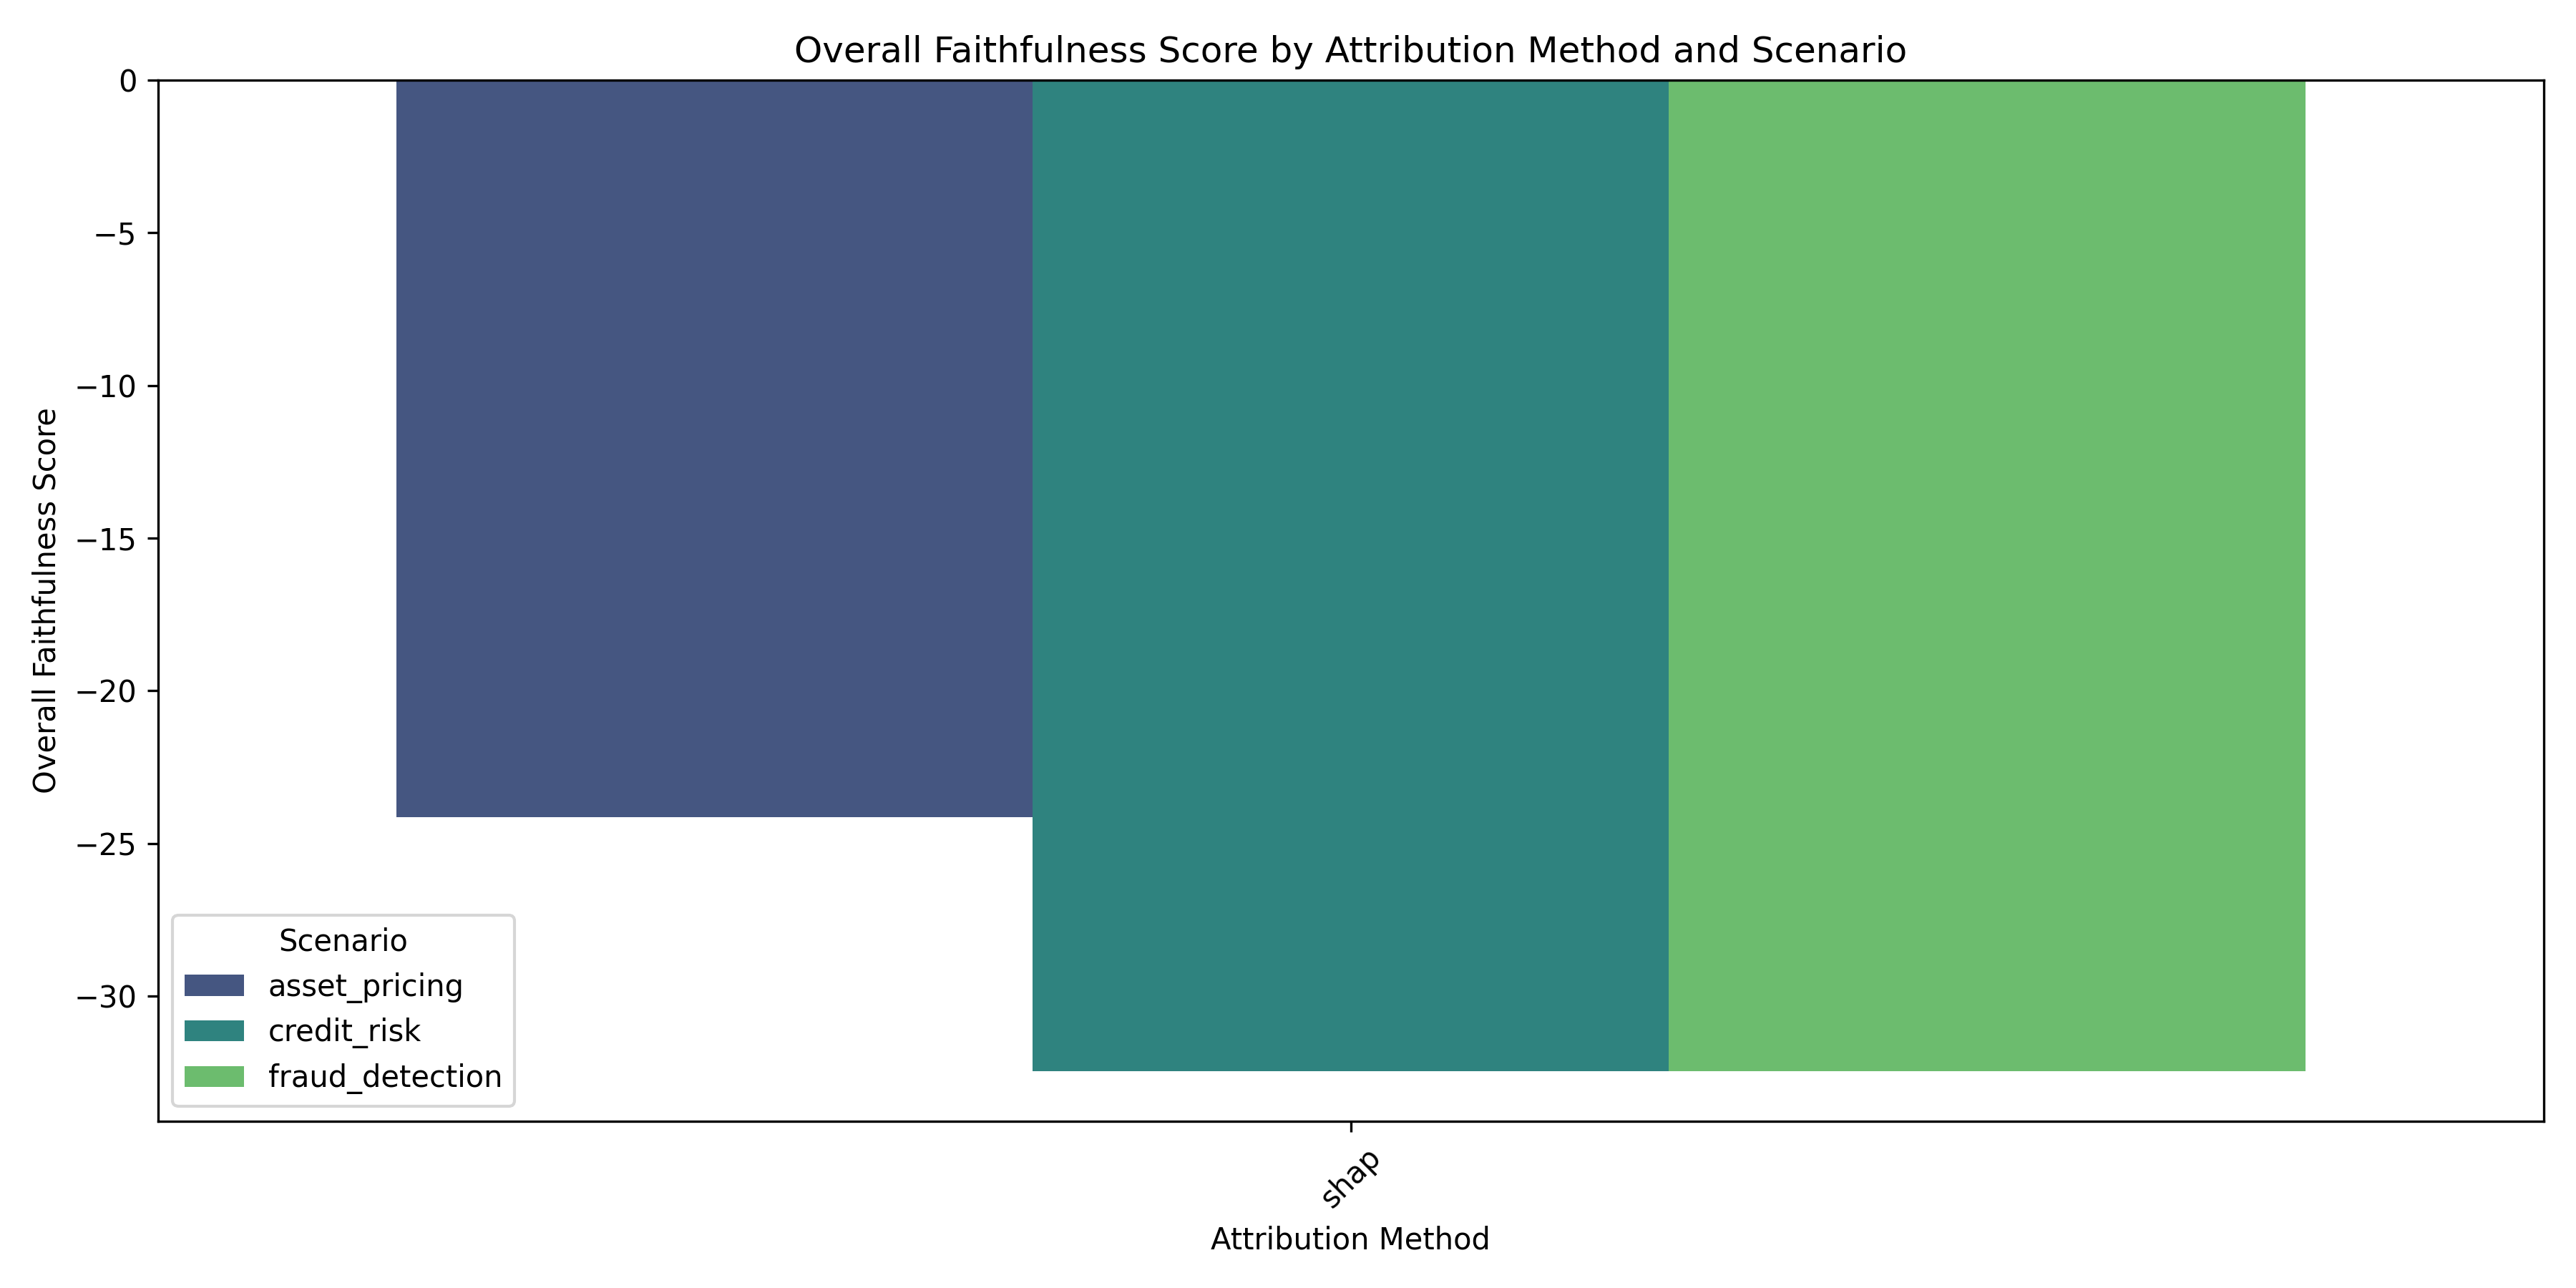 Overall Faithfulness Score by Attribution Method and Scenario
Overall Faithfulness Score
0
−5
−10
−15
−20
−25
−30
Scenario
asset_pricing
credit_risk
fraud_detection
shap
Attribution Method